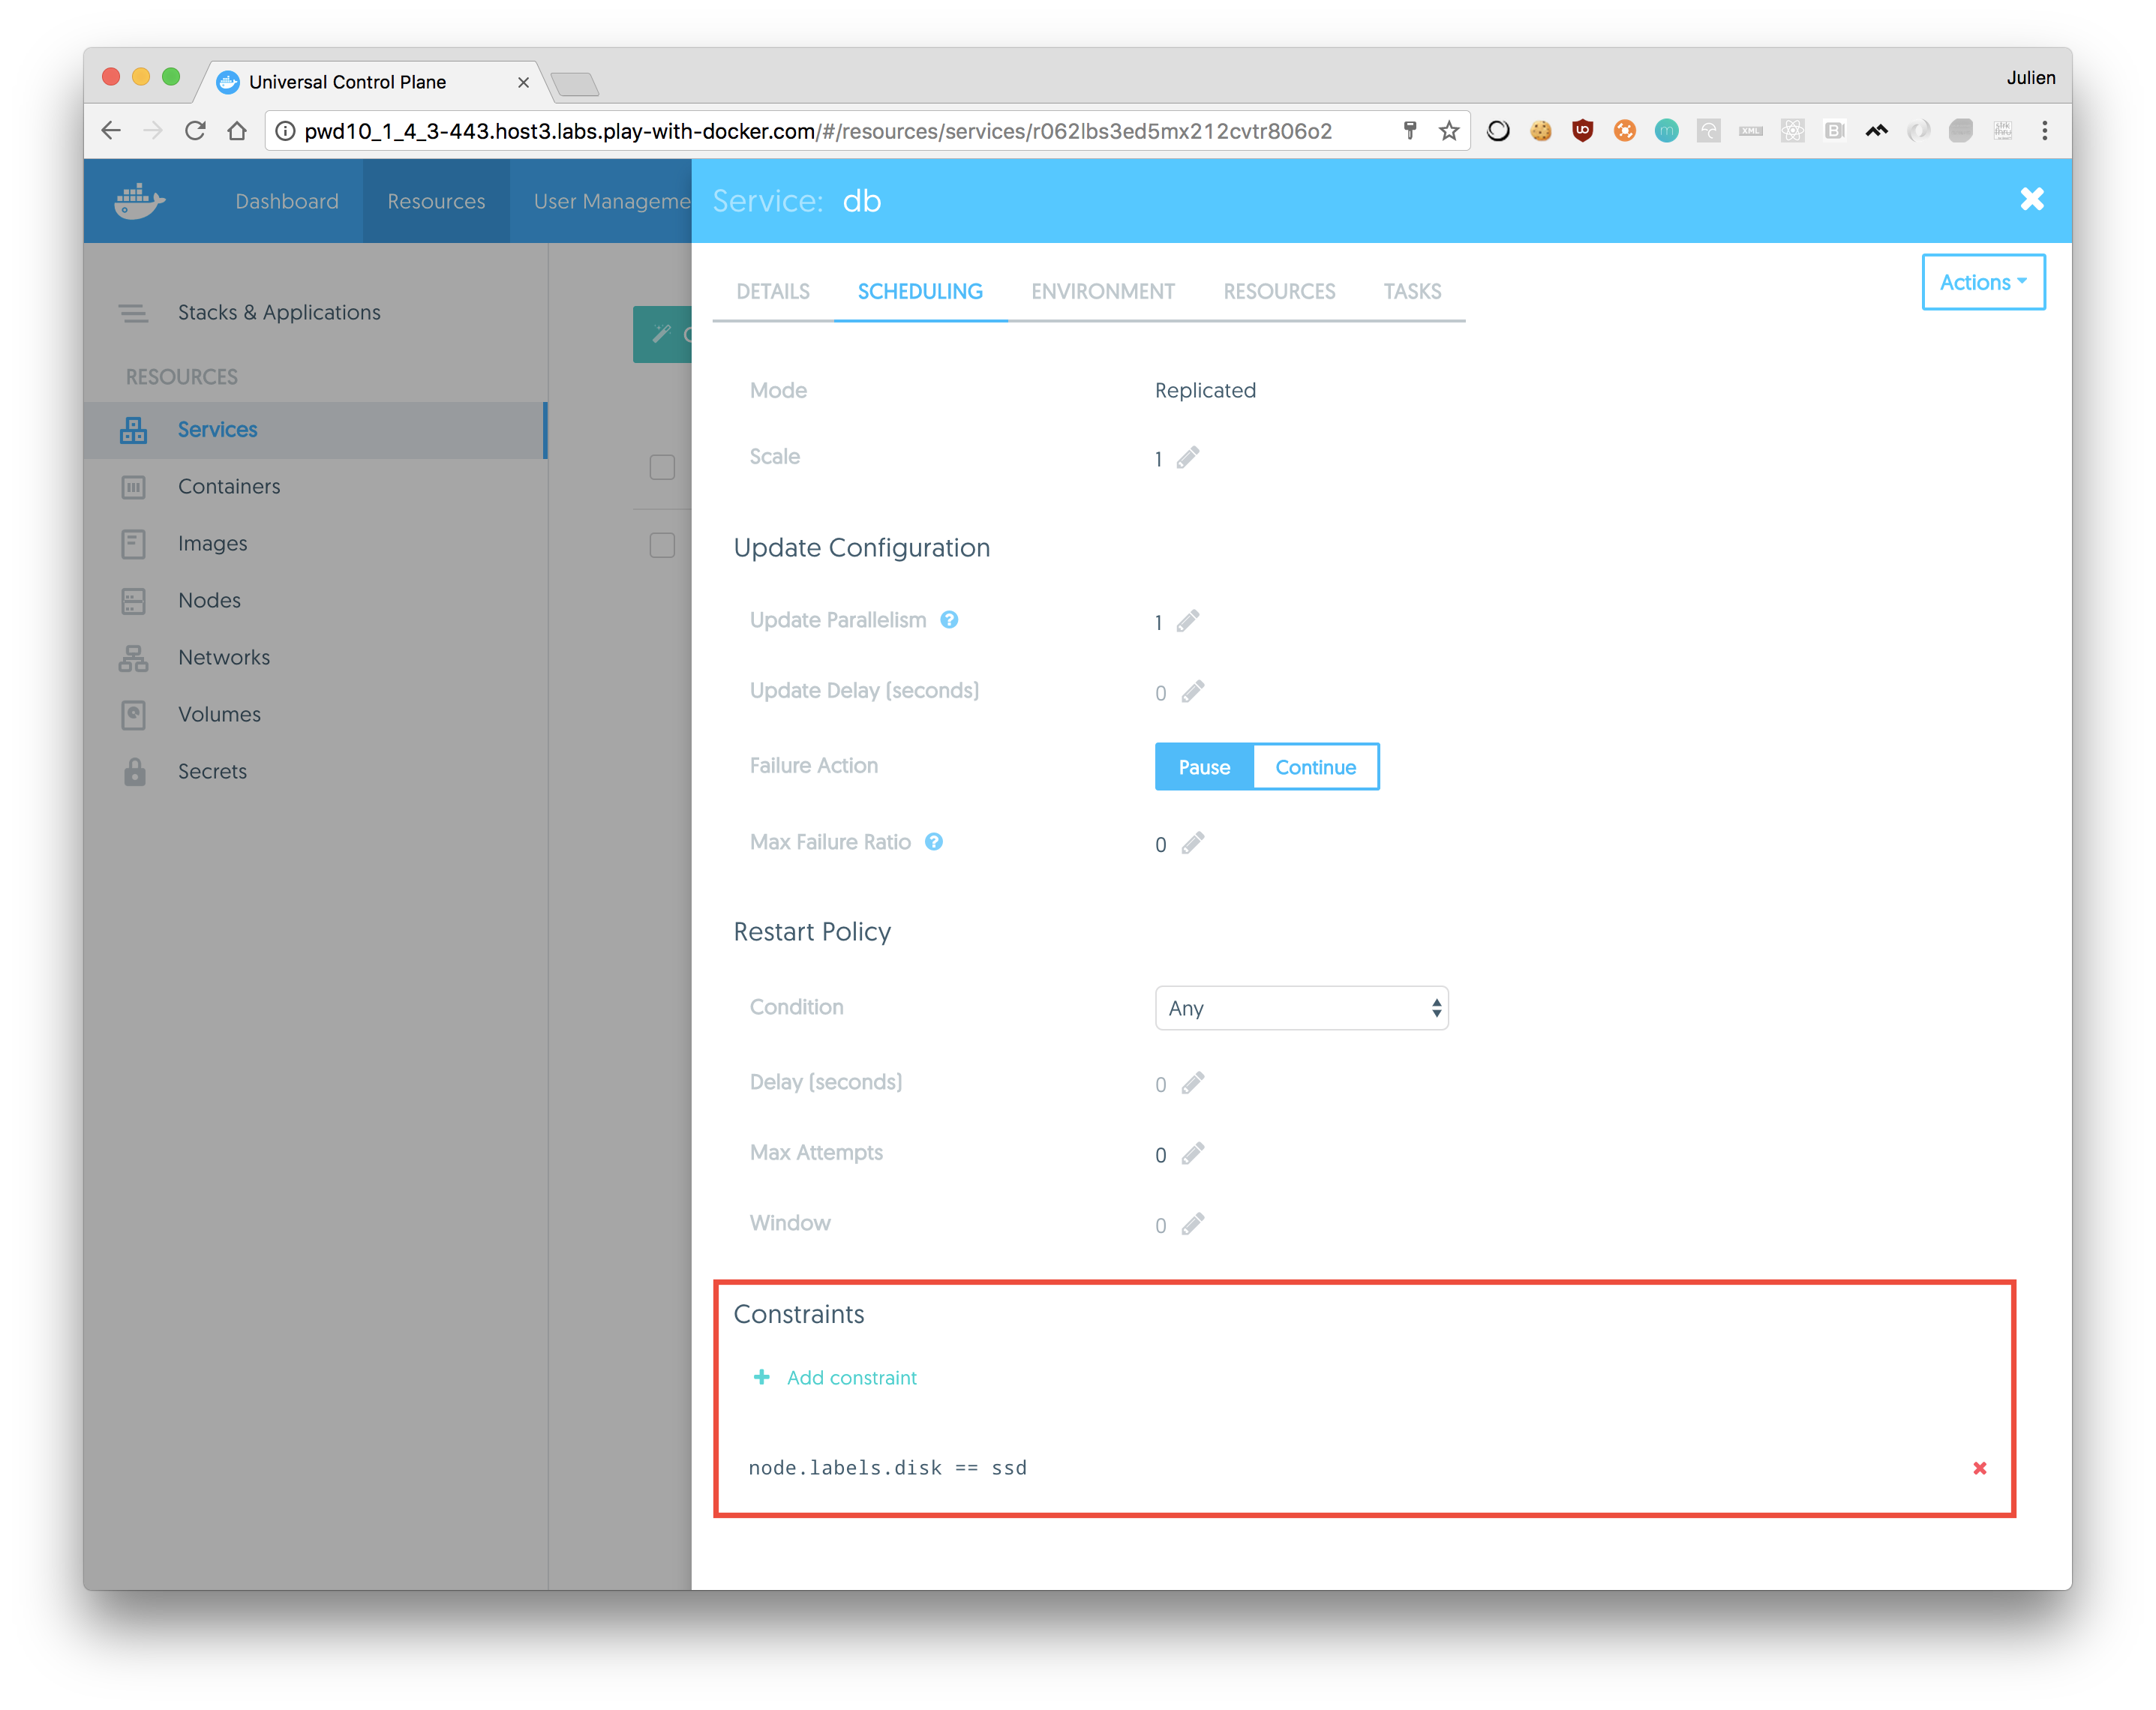 Universal Control Plane
Julien
pwd10_1_4_3-443.host3.labs.play-with-docker.com/#/resources/services/r062lbs3ed5mx212cvtr806o2
Dashboard Resources User Manageme
Service: db
DETAILS SCHEDULING ENVIRONMENT RESOURCES TASKS
Actions
Stacks & Applications
RESOURCES
Services
Containers
Images
Nodes
Networks
Volumes
Secrets
Mode Replicated
Scale 1
Update Configuration
Update Parallelism ? 1
Update Delay (seconds) 0
Failure Action Pause Continue
Max Failure Ratio ? 0
Restart Policy
Condition Any
Delay (seconds) 0
Max Attempts 0
Window 0
Constraints
+ Add constraint
node.labels.disk == ssd